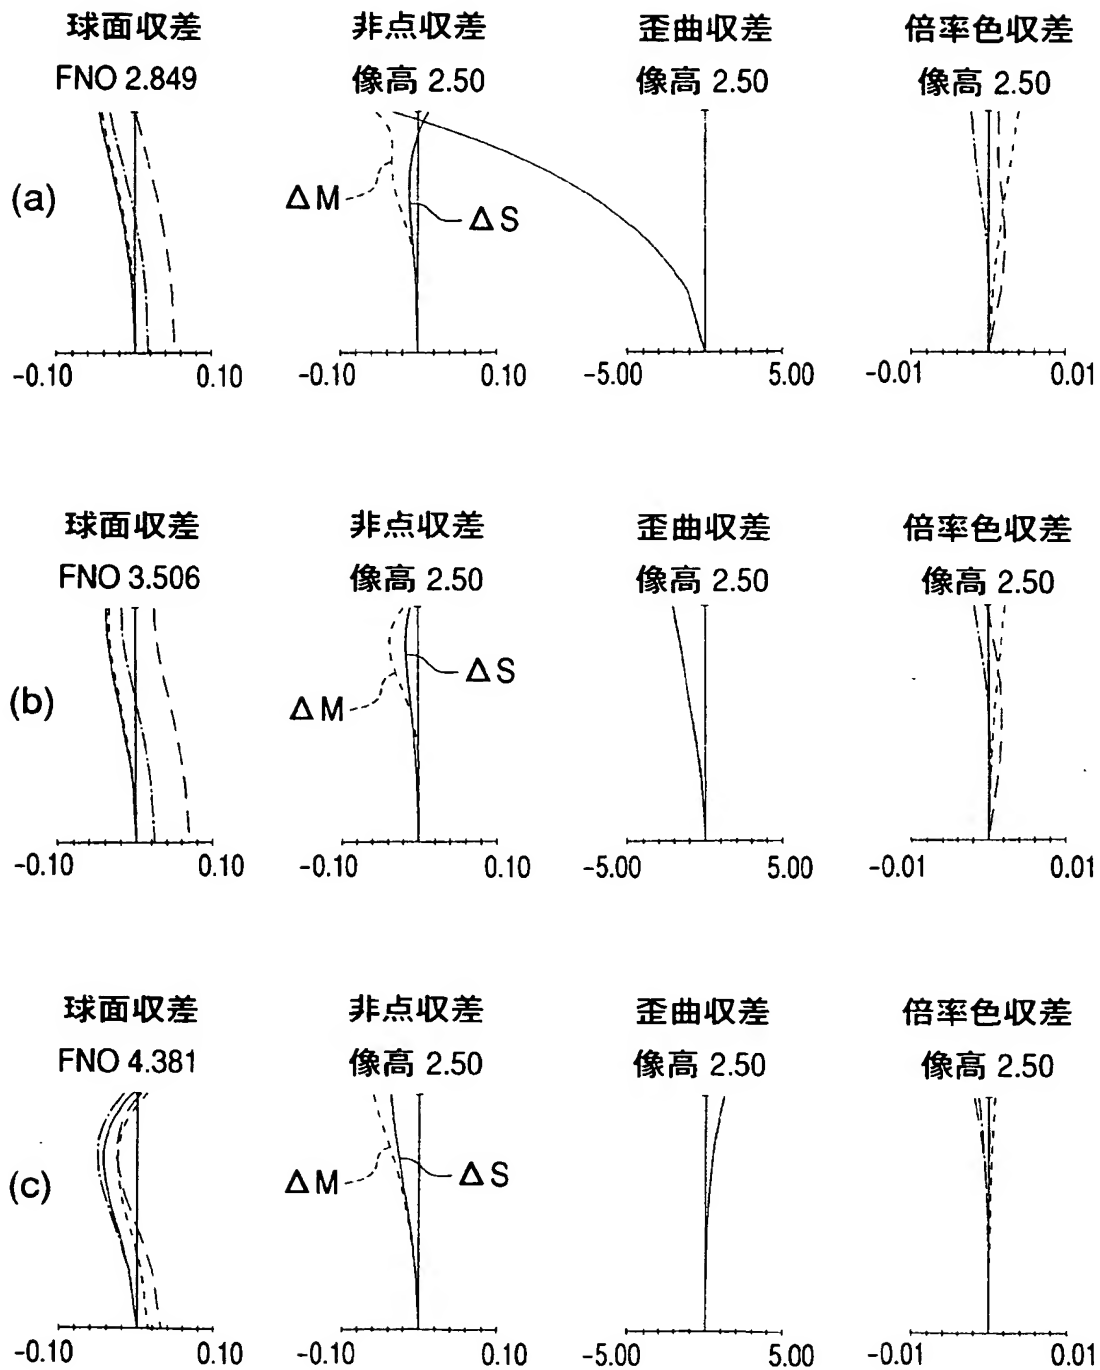 球面収差 非点収差 歪曲収差 倍率色収差
FNO 2.849 像高 2.50 像高 2.50 像高 2.50
(a)
ΔM
ΔS
-0.10 0.10 -0.10 0.10 -5.00 5.00 -0.01 0.01
球面収差 非点収差 歪曲収差 倍率色収差
FNO 3.506 像高 2.50 像高 2.50 像高 2.50
ΔS
(b)
ΔM
-0.10 0.10 -0.10 0.10 -5.00 5.00 -0.01 0.01
球面収差 非点収差 歪曲収差 倍率色収差
FNO 4.381 像高 2.50 像高 2.50 像高 2.50
(c)
ΔM
ΔS
-0.10 0.10 -0.10 0.10 -5.00 5.00 -0.01 0.01